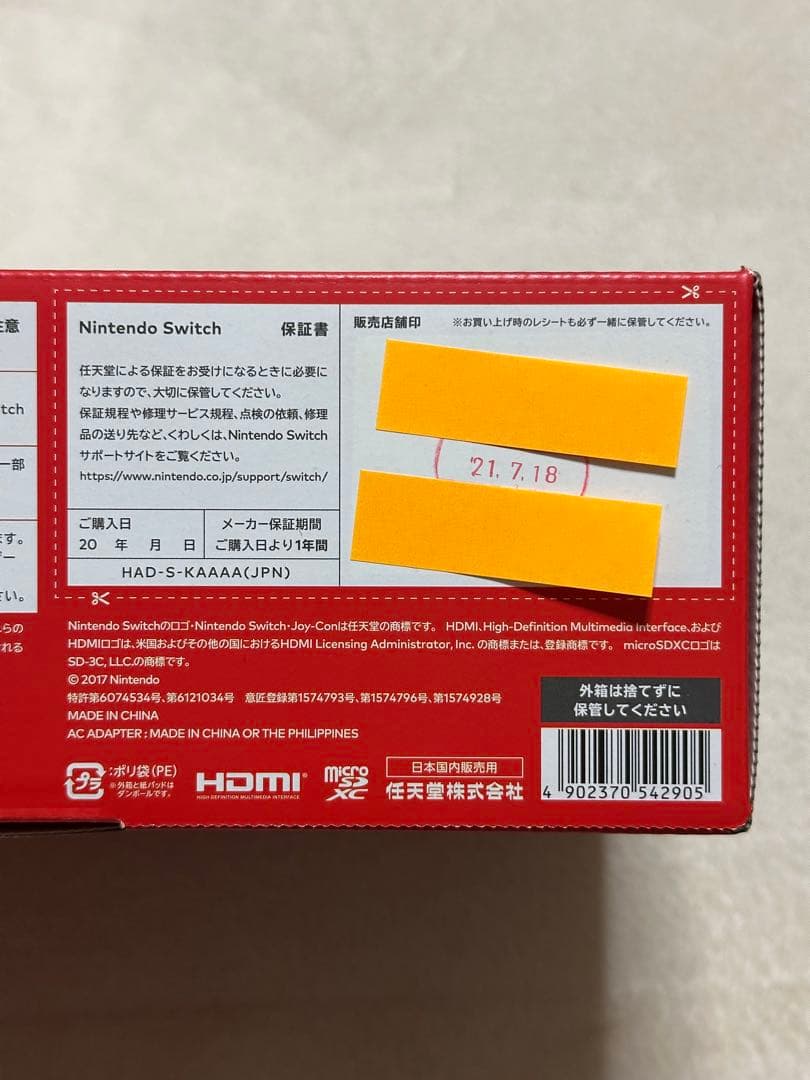 意
tch
一部
ます。
さい。
らの
れる
Nintendo Switch 保証書
任天堂による保証をお受けになるときに必要に
なりますので、大切に保管してください。
保証規程や修理サービス規程、点検の依頼、修理
品の送り先など、くわしくは、Nintendo Switch
サポートサイトをご覧ください。
https://www.nintendo.co.jp/support/switch/
ご購入日
20 年 月 日
メーカー保証期間
ご購入日より1年間
HAD-S-KAAAA(JPN)
販売店舗印 ※お買い上げ時のレシートも必ず一緒に保管してください。
'21.7.18
Nintendo Switchのロゴ・Nintendo Switch・Joy-Conは任天堂の商標です。 HDMI、High-Definition Multimedia Interface、および
HDMIロゴは、米国およびその他の国におけるHDMI Licensing Administrator, Inc. の商標または、登録商標です。 microSDXCロゴは
SD-3C, LLC.の商標です。
© 2017 Nintendo
特許第6074534号、第6121034号 意匠登録第1574793号、第1574796号、第1574928号
MADE IN CHINA
AC ADAPTER : MADE IN CHINA OR THE PHILIPPINES
プラ
:ポリ袋(PE)
※外箱と紙パッドは
ダンボールです。
HDMI
HIGH-DEFINITION MULTIMEDIA INTERFACE
micro
SD
XC
日本国内販売用
任天堂株式会社
外箱は捨てずに
保管してください
4 902370 542905